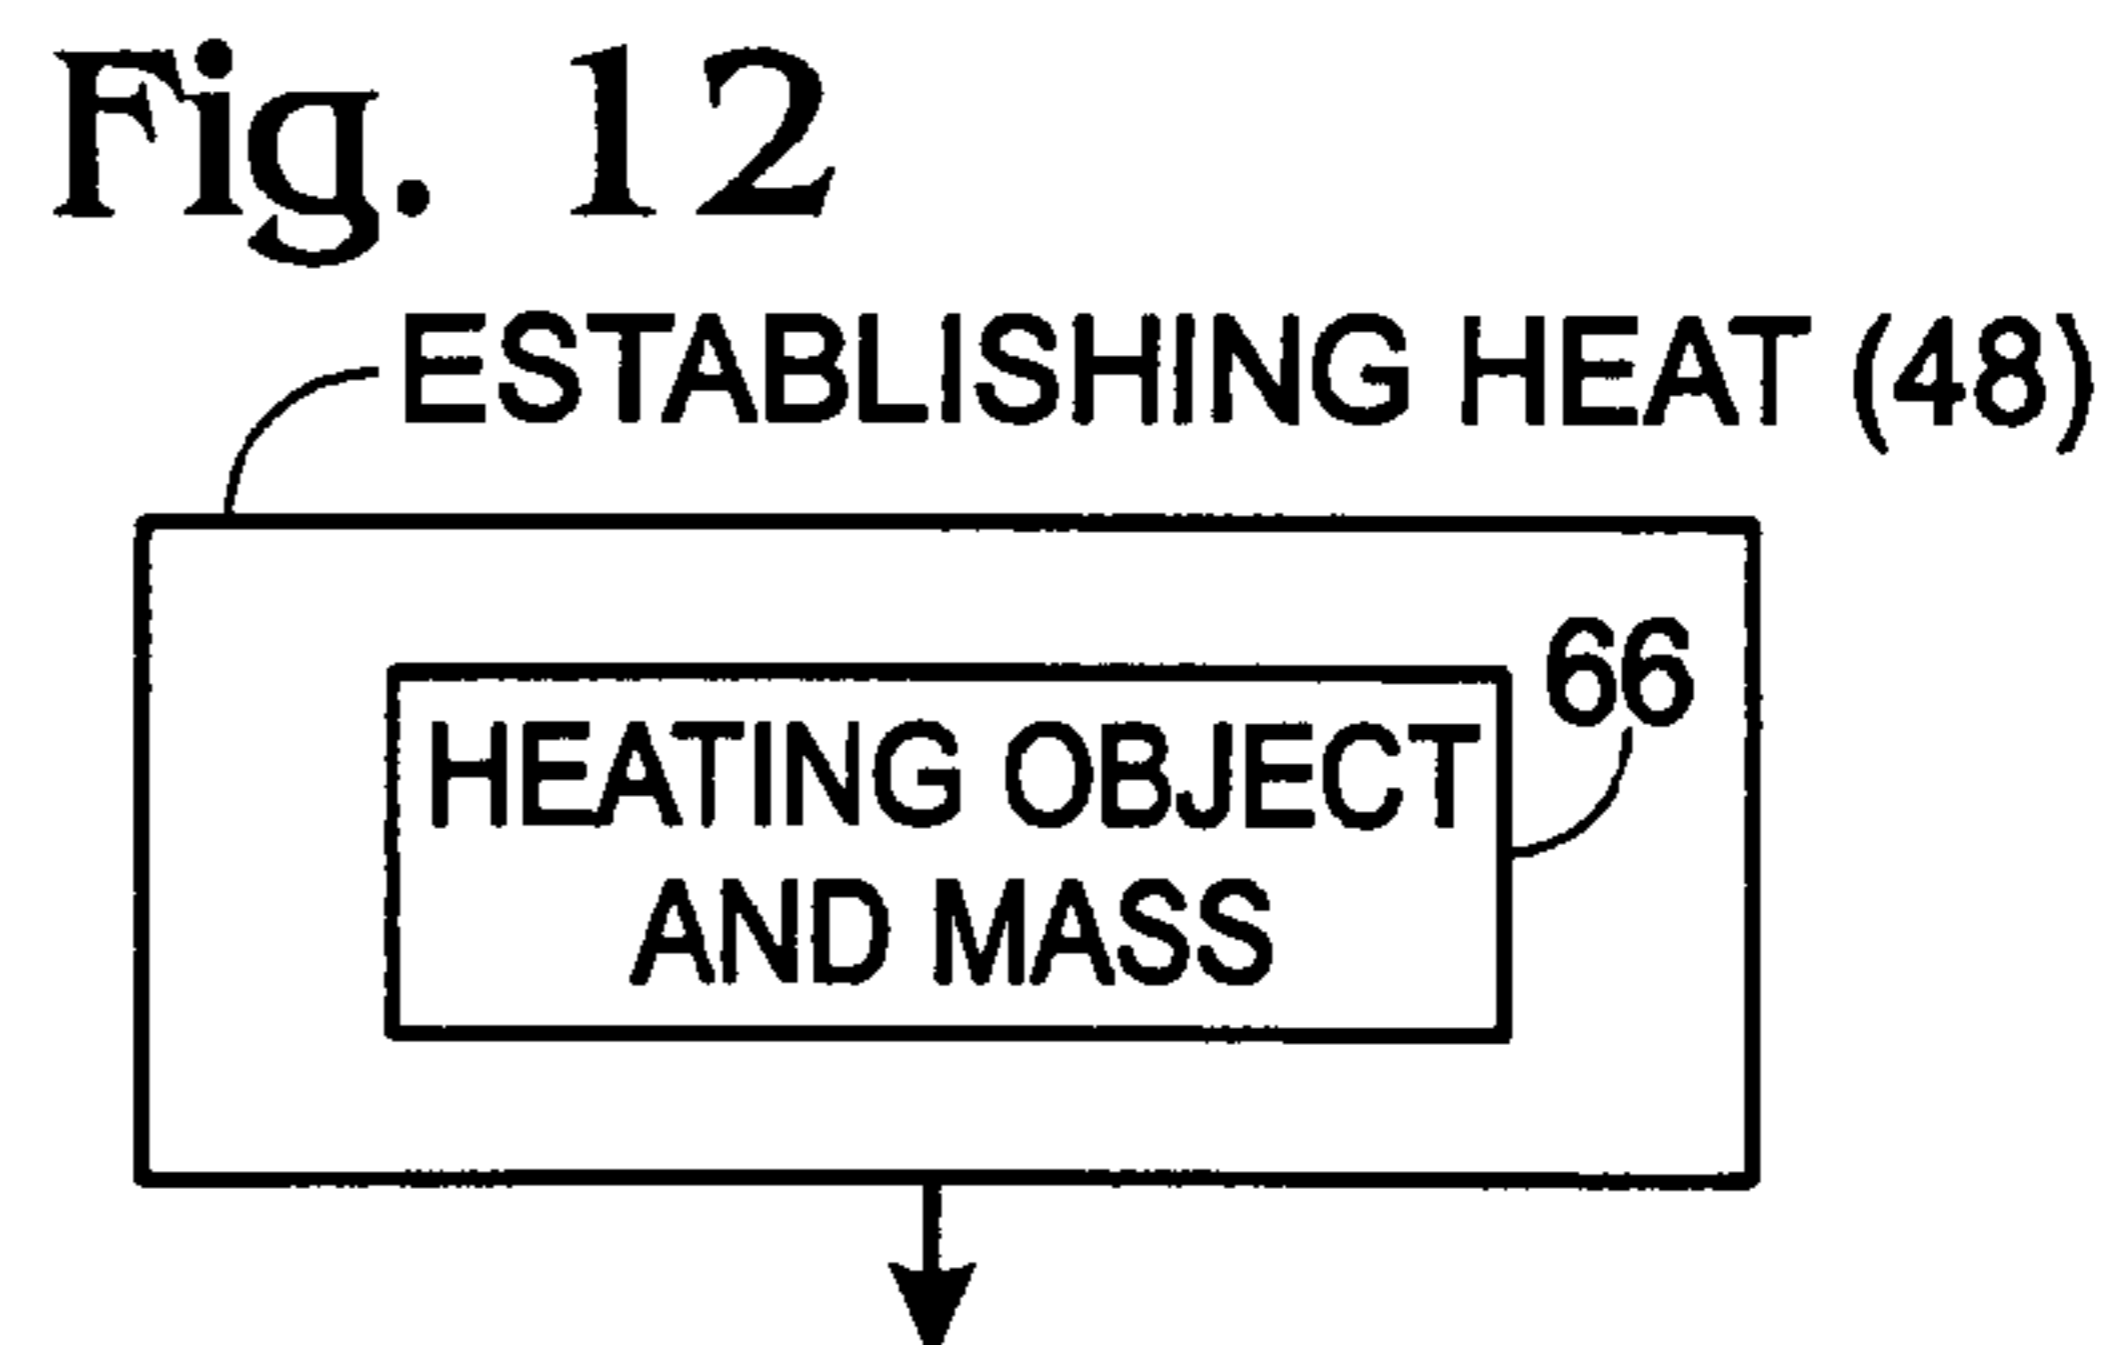 Fig. 12
ESTABLISHING HEAT (48)
66
HEATING OBJECT
AND MASS